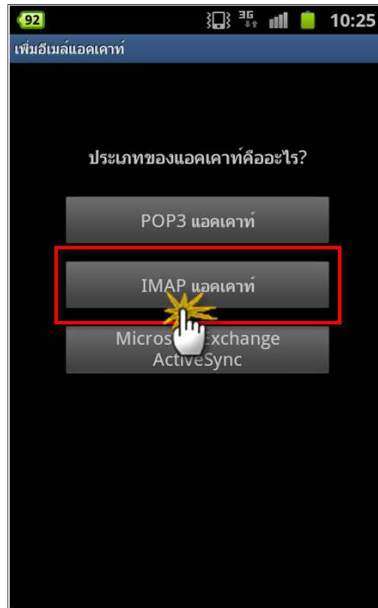 92 3G 10:25
เพิ่มอีเมล์แอคเคาท์
ประเภทของแอคเคาท์คืออะไร?
POP3 แอคเคาท์
IMAP แอคเคาท์
Micros xchange
ActiveSync